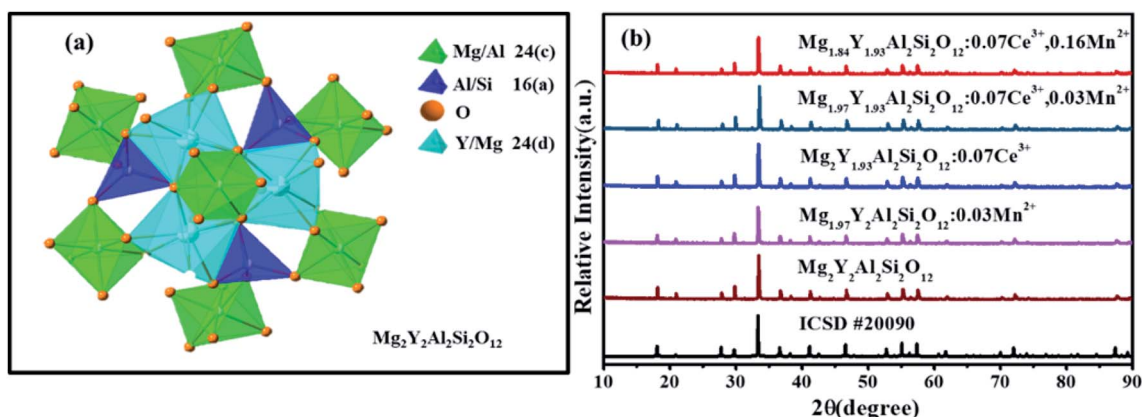 (a)
Mg/Al 24(c)
Al/Si 16(a)
O
Y/Mg 24(d)
Mg₂Y₂Al₂Si₂O₁₂
(b)
Mg₁.₈₄Y₁.₉₃Al₂Si₂O₁₂:0.07Ce³⁺,0.16Mn²⁺
Mg₁.₉₇Y₁.₉₃Al₂Si₂O₁₂:0.07Ce³⁺,0.03Mn²⁺
Mg₂Y₁.₉₃Al₂Si₂O₁₂:0.07Ce³⁺
Mg₁.₉₇Y₂Al₂Si₂O₁₂:0.03Mn²⁺
Mg₂Y₂Al₂Si₂O₁₂
ICSD #20090
Relative Intensity(a.u.)
10 20 30 40 50 60 70 80 90
2θ(degree)